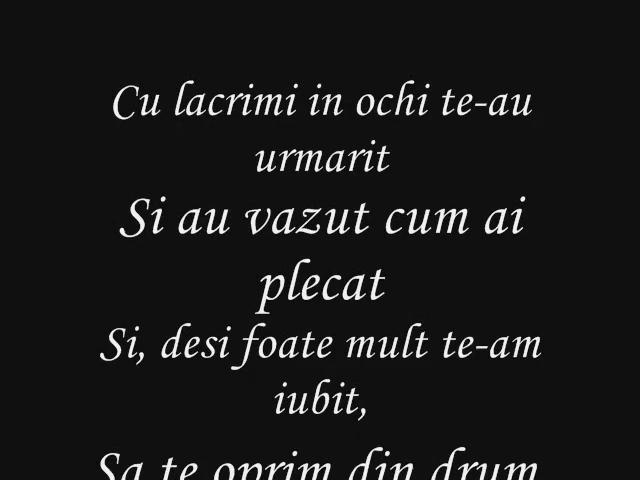 Cu lacrimi in ochi te-au
urmarit
Si au vazut cum ai
plecat
Si, desi foate mult te-am
iubit,
Sa te oprim din drum